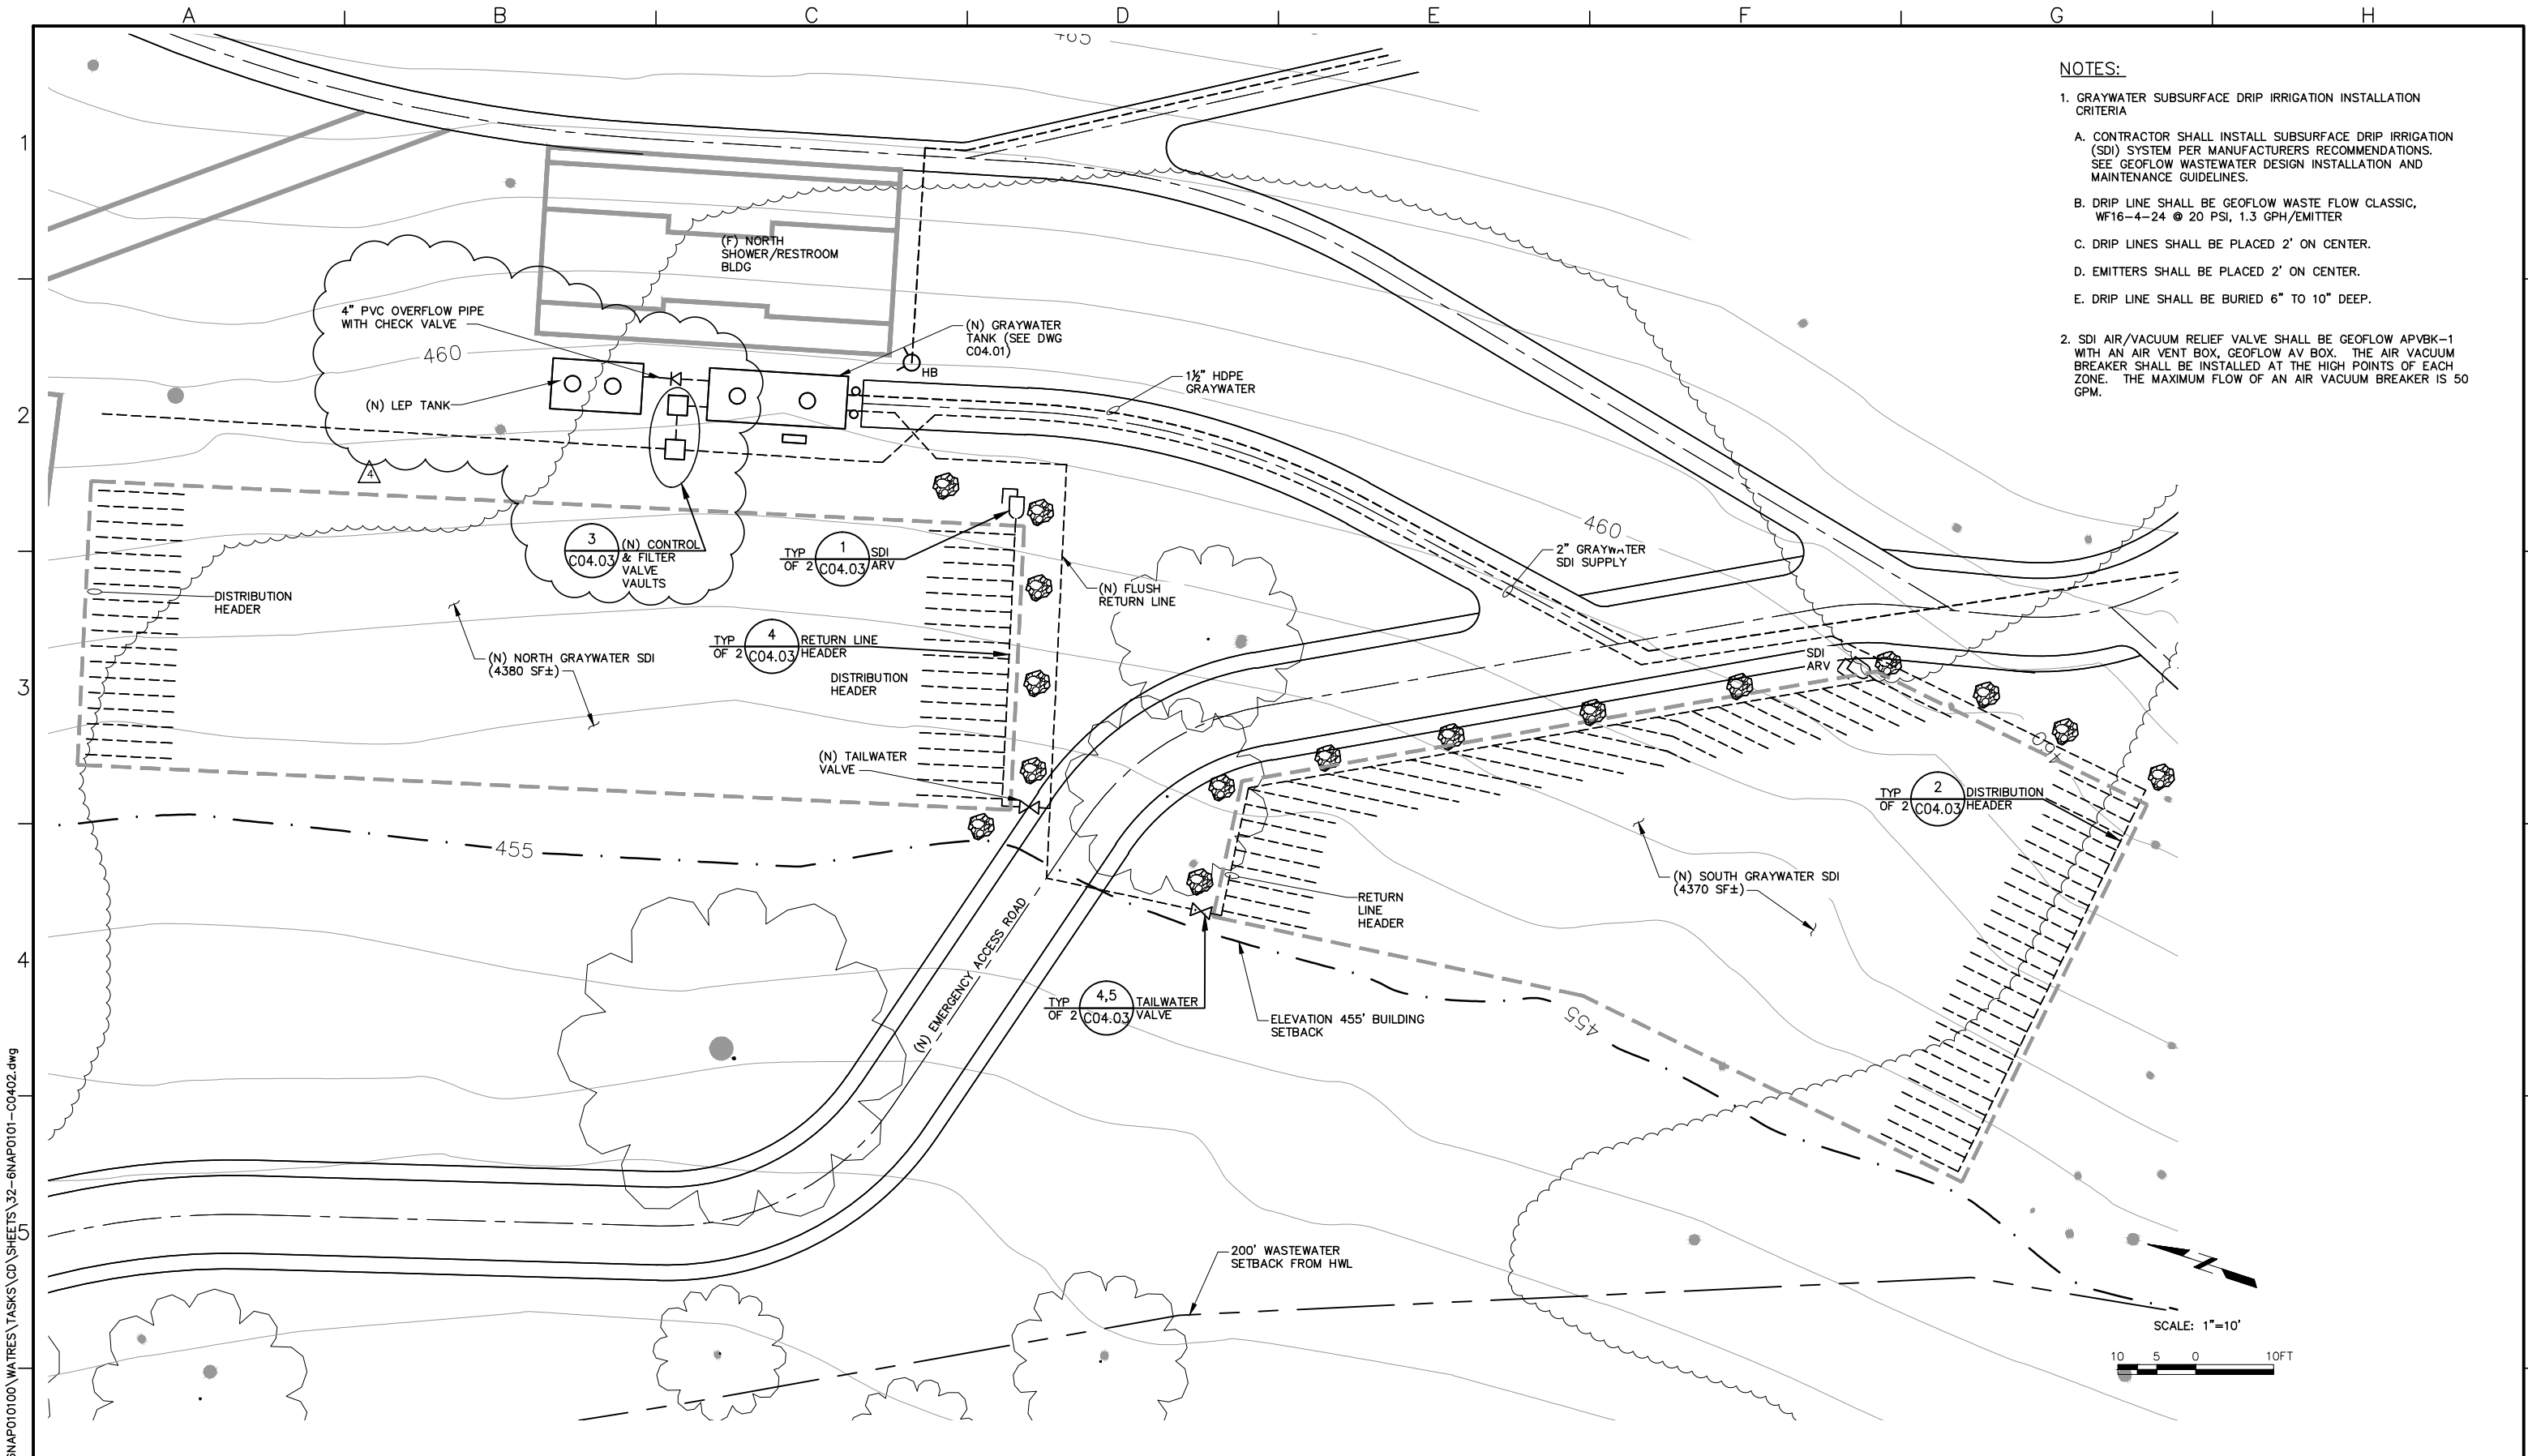 A B C D E F G H
465
1
2
3
4
5
NOTES:
1. GRAYWATER SUBSURFACE DRIP IRRIGATION INSTALLATION
CRITERIA
A. CONTRACTOR SHALL INSTALL SUBSURFACE DRIP IRRIGATION
(SDI) SYSTEM PER MANUFACTURERS RECOMMENDATIONS.
SEE GEOFLOW WASTEWATER DESIGN INSTALLATION AND
MAINTENANCE GUIDELINES.
B. DRIP LINE SHALL BE GEOFLOW WASTE FLOW CLASSIC,
WF16-4-24 @ 20 PSI, 1.3 GPH/EMITTER
C. DRIP LINES SHALL BE PLACED 2' ON CENTER.
D. EMITTERS SHALL BE PLACED 2' ON CENTER.
E. DRIP LINE SHALL BE BURIED 6" TO 10" DEEP.
2. SDI AIR/VACUUM RELIEF VALVE SHALL BE GEOFLOW APVBK-1
WITH AN AIR VENT BOX, GEOFLOW AV BOX. THE AIR VACUUM
BREAKER SHALL BE INSTALLED AT THE HIGH POINTS OF EACH
ZONE. THE MAXIMUM FLOW OF AN AIR VACUUM BREAKER IS 50
GPM.
(F) NORTH
SHOWER/RESTROOM
BLDG
4" PVC OVERFLOW PIPE
WITH CHECK VALVE
460
(N) LEP TANK
(N) GRAYWATER
TANK (SEE DWG
C04.01)
HB
1½" HDPE
GRAYWATER
4
3
C04.03
(N) CONTROL
& FILTER
VALVE
VAULTS
TYP
OF 2
1
C04.03
SDI
ARV
460
2" GRAYWATER
SDI SUPPLY
DISTRIBUTION
HEADER
(N) FLUSH
RETURN LINE
TYP
OF 2
4
C04.03
RETURN LINE
HEADER
(N) NORTH GRAYWATER SDI
(4380 SF±)
DISTRIBUTION
HEADER
SDI
ARV
(N) TAILWATER
VALVE
TYP
OF 2
2
C04.03
DISTRIBUTION
HEADER
455
(N) SOUTH GRAYWATER SDI
(4370 SF±)
RETURN
LINE
HEADER
(N) EMERGENCY ACCESS ROAD
TYP
OF 2
4,5
C04.03
TAILWATER
VALVE
ELEVATION 455' BUILDING
SETBACK
455
200' WASTEWATER
SETBACK FROM HWL
N
SCALE: 1"=10'
10 5 0 10FT
6NAP010100\WATRES\TASKS\CD\SHEETS\32-6NAP0101-C0402.dwg